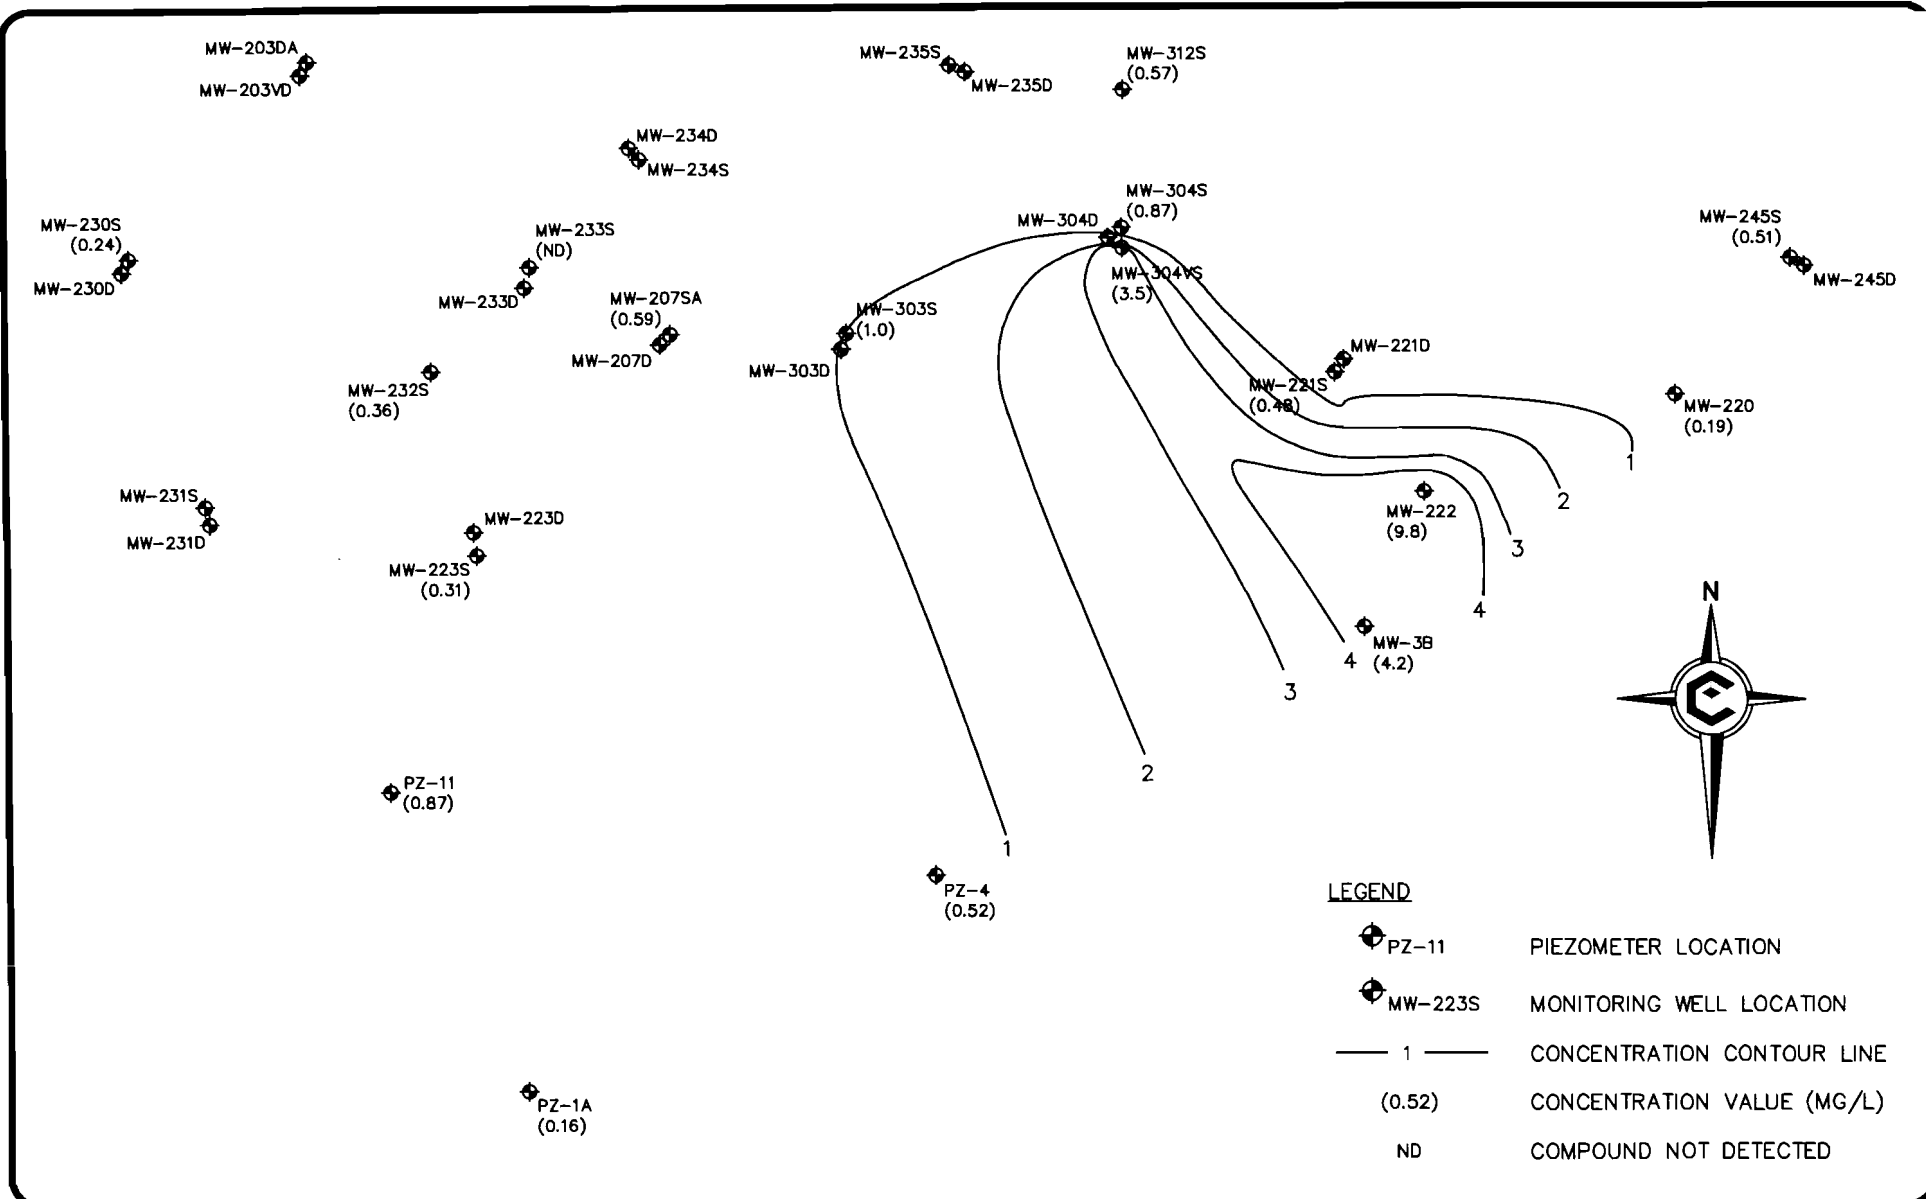 MW-203DA
MW-203VD
MW-235S
MW-235D
MW-312S
(0.57)
MW-234D
MW-234S
MW-230S
(0.24)
MW-230D
MW-233S
(ND)
MW-233D
MW-304S
(0.87)
MW-304D
MW-304VS
(3.5)
MW-245S
(0.51)
MW-245D
MW-207SA
(0.59)
MW-207D
MW-303S
(1.0)
MW-303D
MW-221D
MW-221S
(0.48)
MW-232S
(0.36)
MW-220
(0.19)
1
2
3
4
MW-222
(9.8)
MW-231S
MW-231D
MW-223D
MW-223S
(0.31)
MW-3B
(4.2)
4
3
2
1
N
PZ-11
(0.87)
PZ-4
(0.52)
PZ-1A
(0.16)
LEGEND
PZ-11 PIEZOMETER LOCATION
MW-223S MONITORING WELL LOCATION
1 CONCENTRATION CONTOUR LINE
(0.52) CONCENTRATION VALUE (MG/L)
ND COMPOUND NOT DETECTED